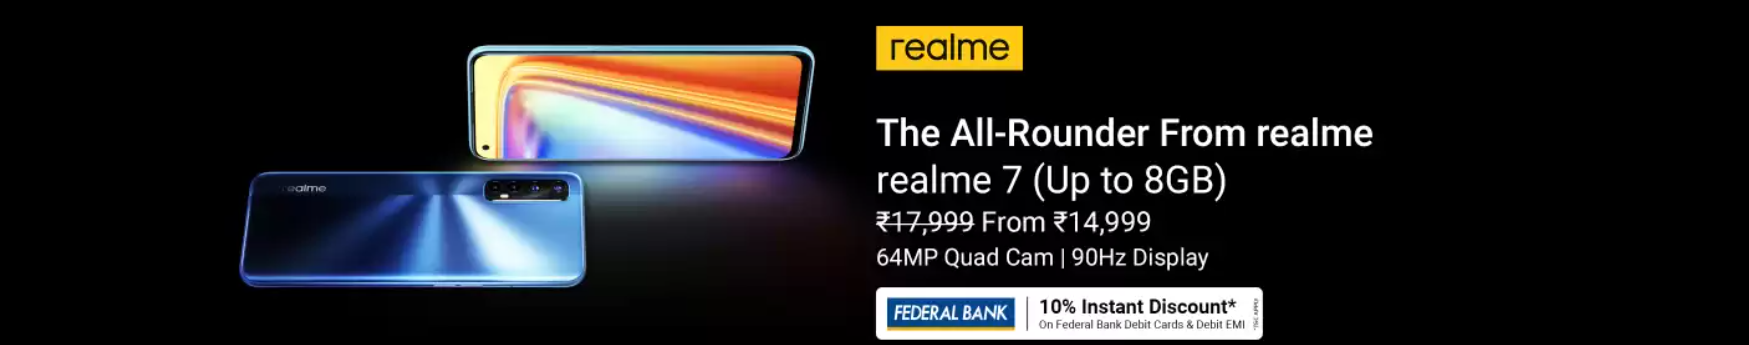 realme
The All-Rounder From realme
realme 7 (Up to 8GB)
₹17,999 From ₹14,999
64MP Quad Cam | 90Hz Display
FEDERAL BANK | 10% Instant Discount*
On Federal Bank Debit Cards & Debit EMI
*T&C APPLY
realme